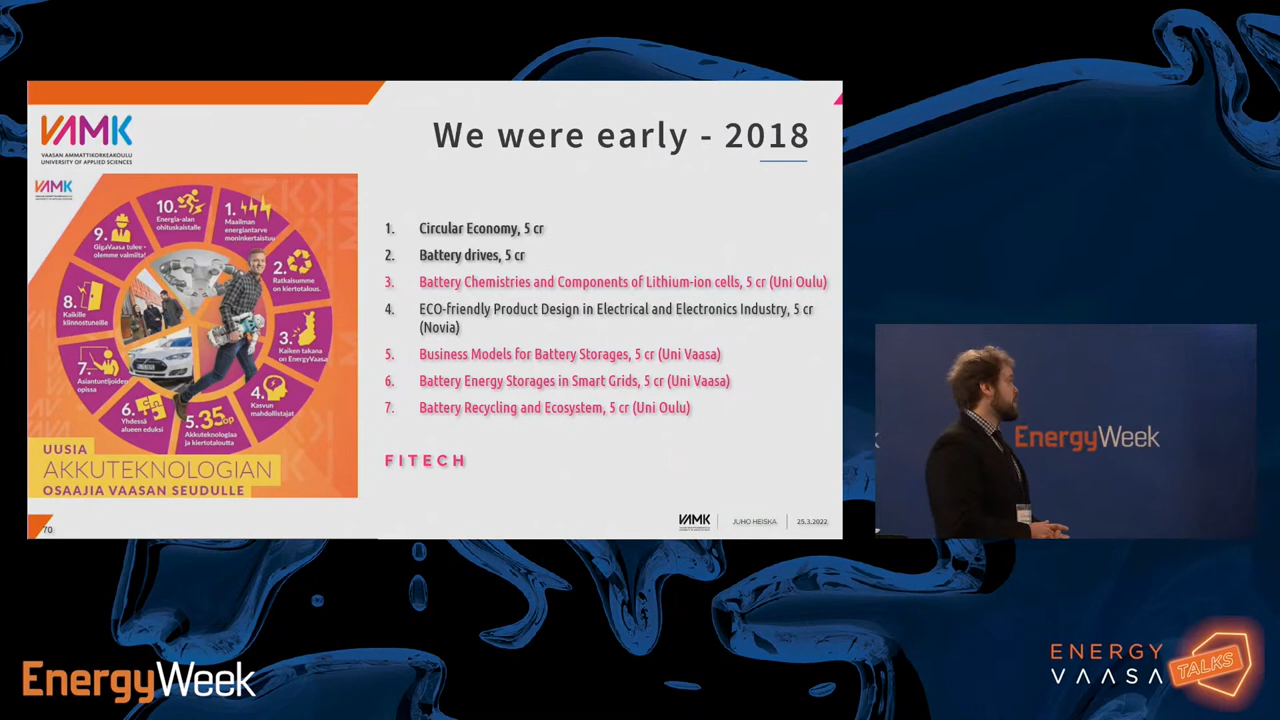 VAMK
VAASAN AMMATTIKORKEAKOULU
UNIVERSITY OF APPLIED SCIENCES
We were early - 2018
VAMK
10.
Energia-alan
ohituskaistalle
1.
Maailman
energiantarve
moninkertaistuu
2.
Ratkaisumme
on kiertotalous.
3.
Kaiken takana
on EnergyVaasa
4.
Kasvun
mahdollistajat
5. 35op
Akkuteknologiaa
ja kiertotaloutta
6.
Yhdessä
alueen eduksi
7.
Asiantuntijoiden
opissa
8.
Kaikille
kiinnostuneille
9.
GigaVaasa tulee -
olemme valmiita!
UUSIA
AKKUTEKNOLOGIAN
OSAAJIA VAASAN SEUDULLE
1. Circular Economy, 5 cr
2. Battery drives, 5 cr
3. Battery Chemistries and Components of Lithium-ion cells, 5 cr (Uni Oulu)
4. ECO-friendly Product Design in Electrical and Electronics Industry, 5 cr
(Novia)
5. Business Models for Battery Storages, 5 cr (Uni Vaasa)
6. Battery Energy Storages in Smart Grids, 5 cr (Uni Vaasa)
7. Battery Recycling and Ecosystem, 5 cr (Uni Oulu)
FITECH
70
VAMK
JUHO HEISKA
25.3.2022
EnergyWeek
EnergyWeek
ENERGY
VAASA
TALKS